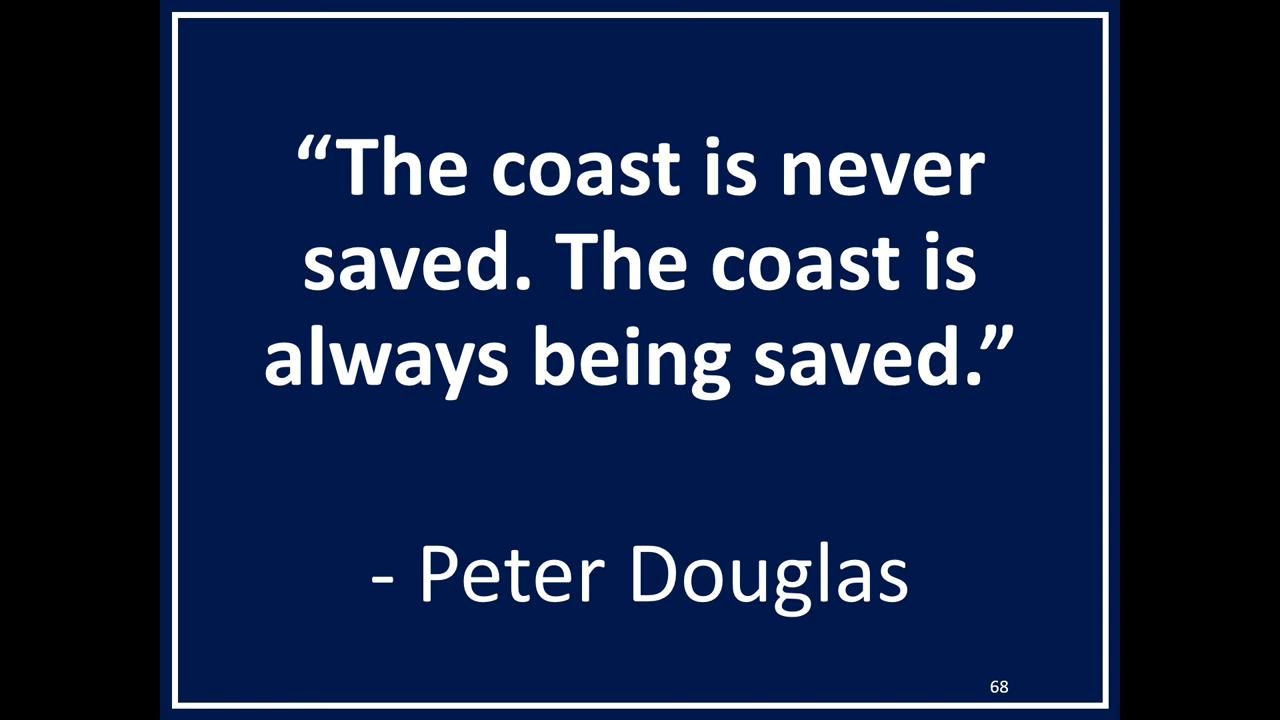 “The coast is never
saved. The coast is
always being saved.”
- Peter Douglas
68